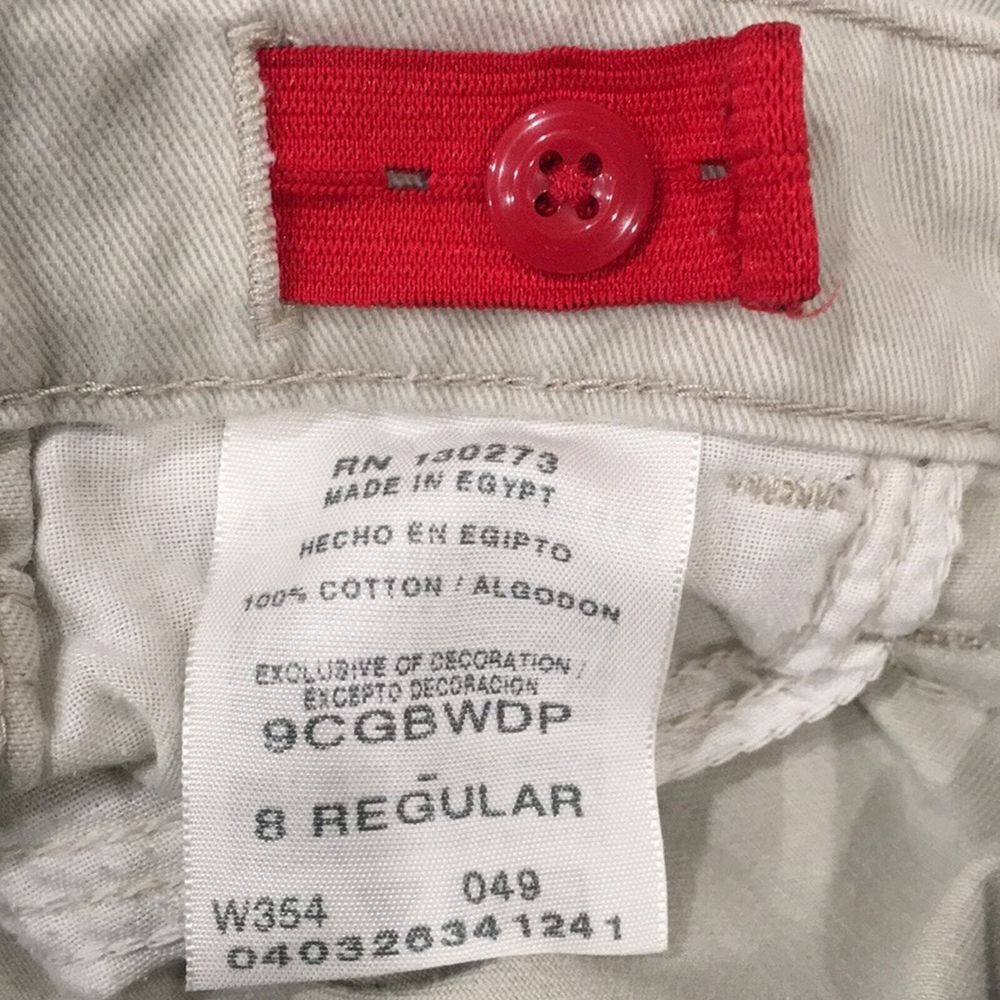 RN 130273
MADE IN EGYPT
HECHO EN EGIPTO
100% COTTON / ALGODON
EXCLUSIVE OF DECORATION /
EXCEPTO DECORACION
9CGBWDP
8 REGULAR
W354 049
040326341241